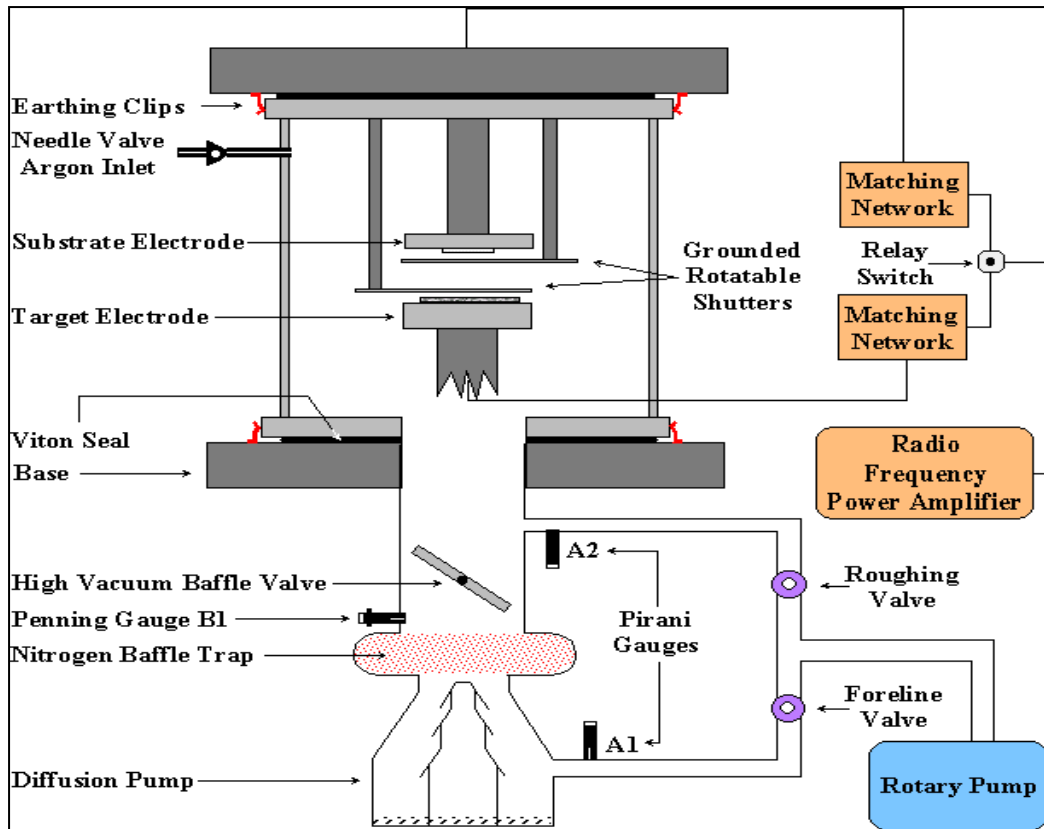 Earthing Clips
Needle Valve
Argon Inlet
Substrate Electrode
Target Electrode
Viton Seal
Base
High Vacuum Baffle Valve
Penning Gauge B1
Nitrogen Baffle Trap
Diffusion Pump
Grounded
Rotatable
Shutters
A2
Pirani
Gauges
A1
Matching
Network
Relay
Switch
Matching
Network
Radio
Frequency
Power Amplifier
Roughing
Valve
Foreline
Valve
Rotary Pump